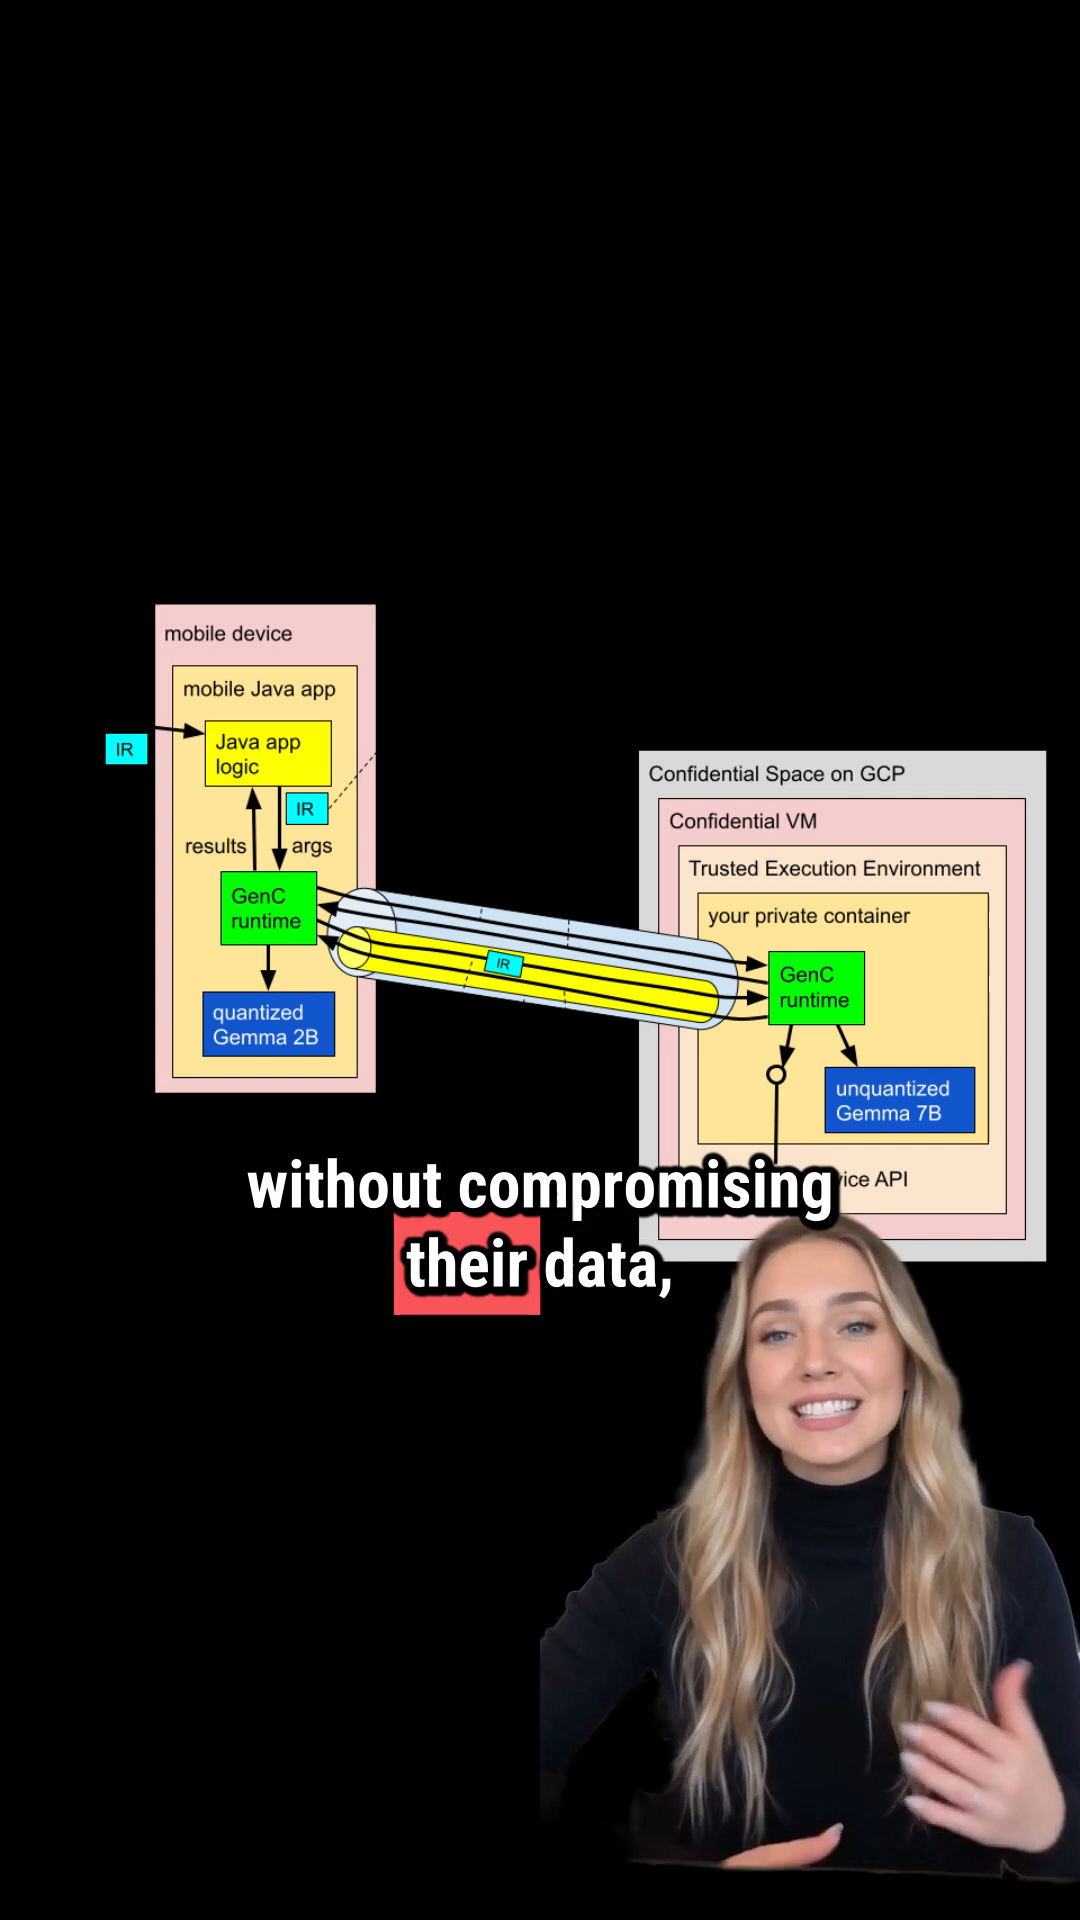 mobile device
mobile Java app
IR
Java app
logic
IR
results
args
GenC
runtime
quantized
Gemma 2B
IR
Confidential Space on GCP
Confidential VM
Trusted Execution Environment
your private container
GenC
runtime
unquantized
Gemma 7B
API
without compromising
their data,